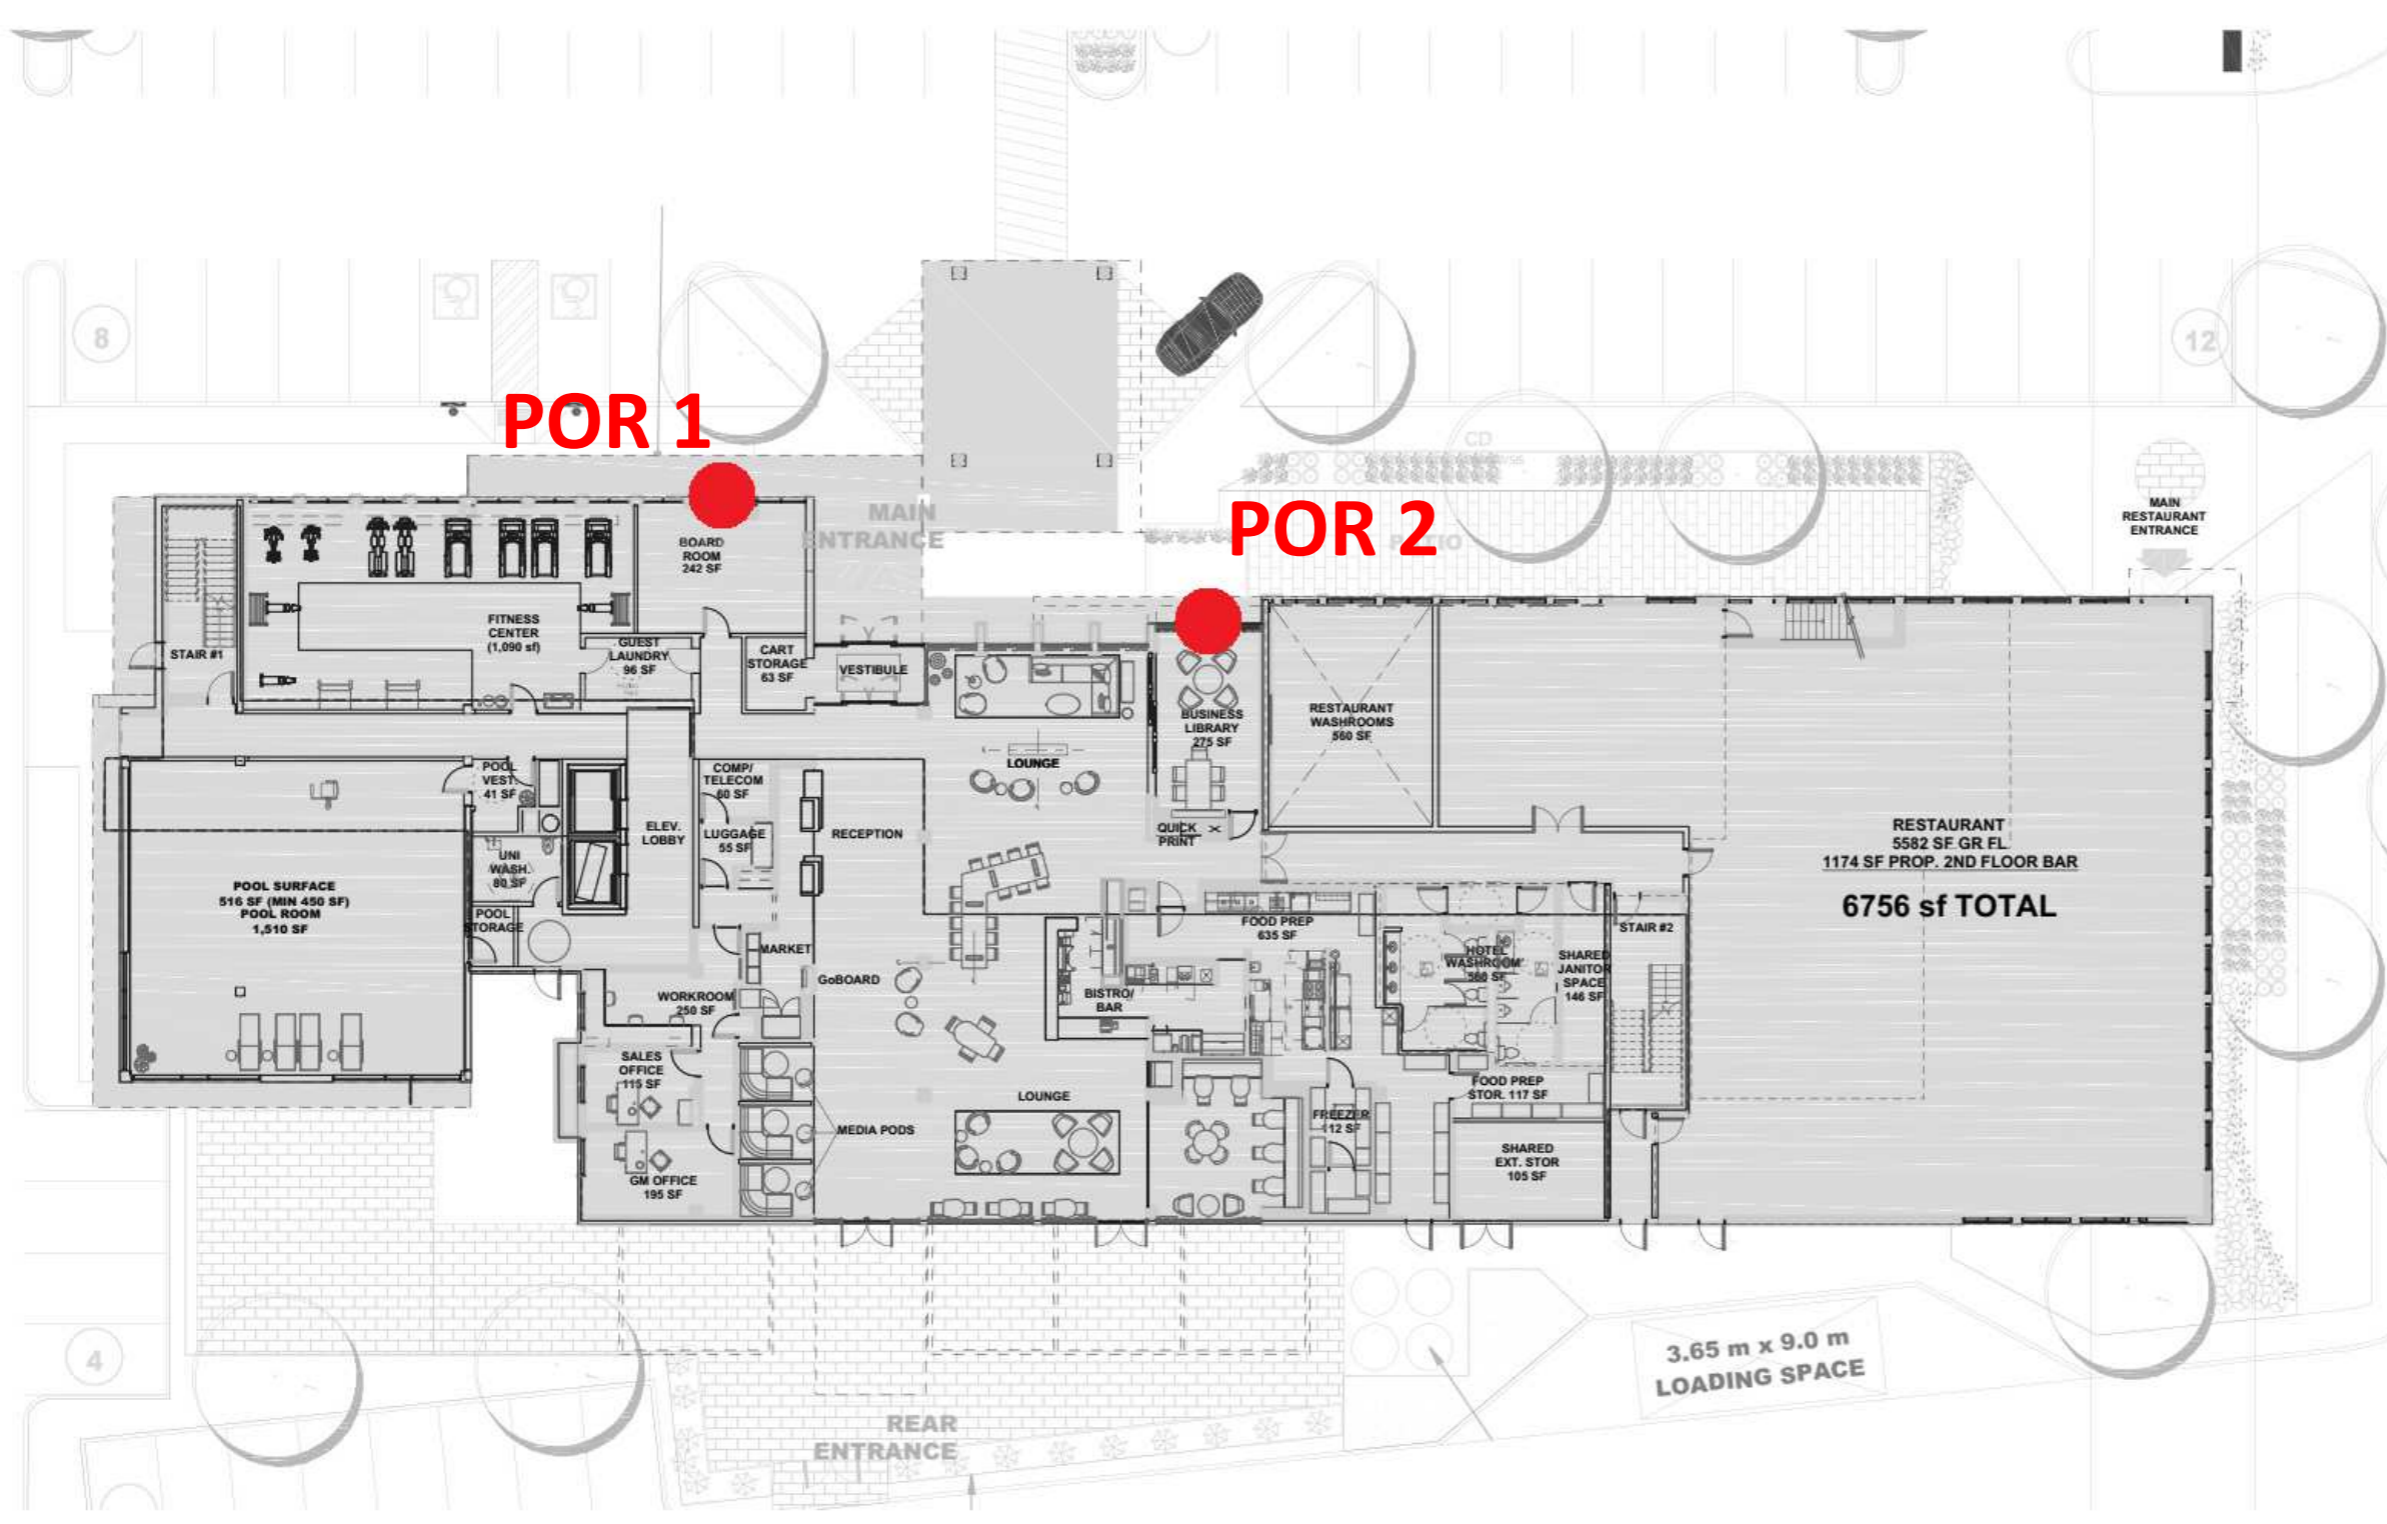 8
12
POR 1
CD
POR 2
MAIN
ENTRANCE
MAIN
RESTAURANT
ENTRANCE
BOARD
ROOM
242 SF
FITNESS
CENTER
(1,090 sf)
STAIR #1
GUEST
LAUNDRY
96 SF
CART
STORAGE
63 SF
VESTIBULE
BUSINESS
LIBRARY
275 SF
RESTAURANT
WASHROOMS
560 SF
LOUNGE
POOL
VEST.
41 SF
COMP/
TELECOM
60 SF
ELEV.
LOBBY
LUGGAGE
55 SF
RECEPTION
QUICK
PRINT
RESTAURANT
5582 SF GR FL
1174 SF PROP. 2ND FLOOR BAR
6756 sf TOTAL
UNI
WASH.
80 SF
POOL SURFACE
516 SF (MIN 450 SF)
POOL ROOM
1,510 SF
POOL
STORAGE
MARKET
FOOD PREP
635 SF
STAIR #2
HOTEL
WASHROOM
560 SF
SHARED
JANITOR
SPACE
146 SF
GoBOARD
WORKROOM
250 SF
BISTRO/
BAR
SALES
OFFICE
115 SF
LOUNGE
FOOD PREP
STOR. 117 SF
FREEZER
112 SF
MEDIA PODS
SHARED
EXT. STOR
105 SF
GM OFFICE
195 SF
4
3.65 m x 9.0 m
LOADING SPACE
REAR
ENTRANCE